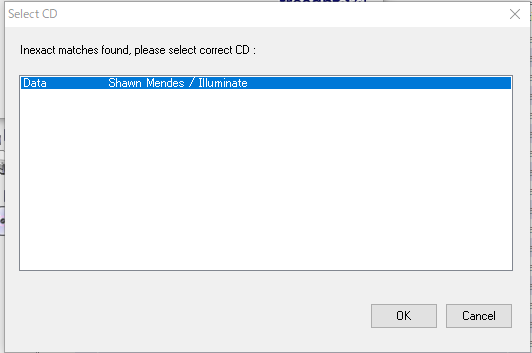 Select CD
Inexact matches found, please select correct CD :
Data Shawn Mendes / Illuminate
OK Cancel